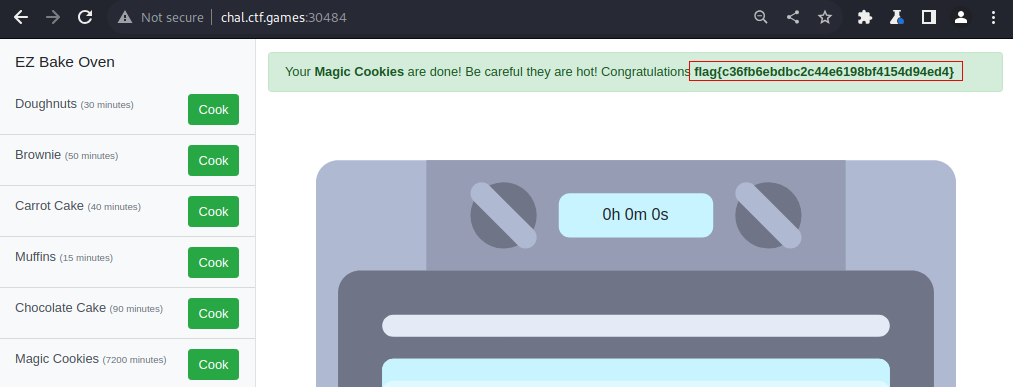 Not secure | chal.ctf.games:30484
EZ Bake Oven
Your Magic Cookies are done! Be careful they are hot! Congratulations flag{c36fb6ebdbc2c44e6198bf4154d94ed4}
Doughnuts (30 minutes) Cook
Brownie (50 minutes) Cook
Carrot Cake (40 minutes) Cook
Muffins (15 minutes) Cook
Chocolate Cake (90 minutes) Cook
Magic Cookies (7200 minutes) Cook
0h 0m 0s